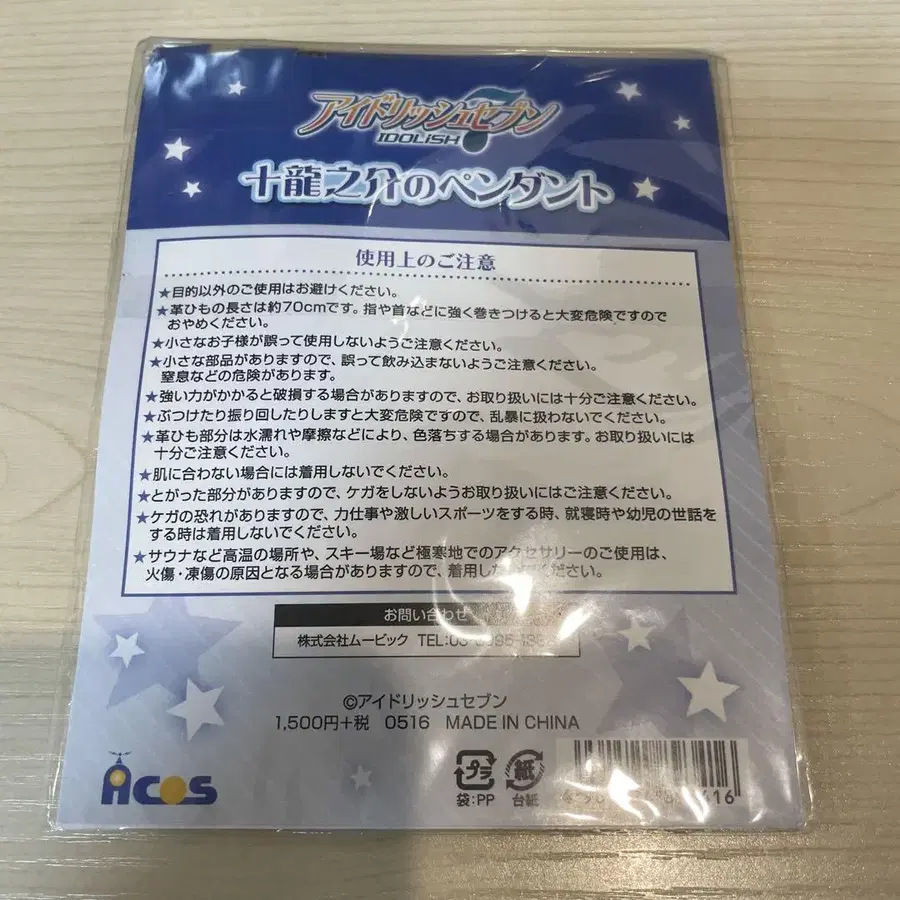 アイドリッシュセブン
IDOLiSH7
十龍之介のペンダント
使用上のご注意
★目的以外のご使用はお避けください。
★革ひもの長さは約70cmです。指や首などに強く巻きつけると大変危険ですので
おやめください。
★小さなお子様が誤って使用しないようご注意ください。
★小さな部品がありますので、誤って飲み込まないようご注意ください。
窒息などの危険があります。
★強い力がかかると破損する場合がありますので、お取り扱いには十分ご注意ください。
★ぶつけたり振り回したりしますと大変危険ですので、乱暴に扱わないでください。
★革ひも部分は水濡れや摩擦などにより、色落ちする場合があります。お取り扱いには
十分ご注意ください。
★肌に合わない場合には着用しないでください。
★とがった部分がありますので、ケガをしないようお取り扱いにはご注意ください。
★ケガの恐れがありますので、力仕事や激しいスポーツをする時、就寝時や幼児の世話を
する時は着用しないでください。
★サウナなど高温の場所や、スキー場など極寒地でのアクセサリーのご使用は、
火傷・凍傷の原因となる場合がありますので、着用しないでください。
お問い合わせ
株式会社ムービック TEL:
©アイドリッシュセブン
1,500円+税 0516 MADE IN CHINA
Acos
プラ 紙
袋:PP 台紙